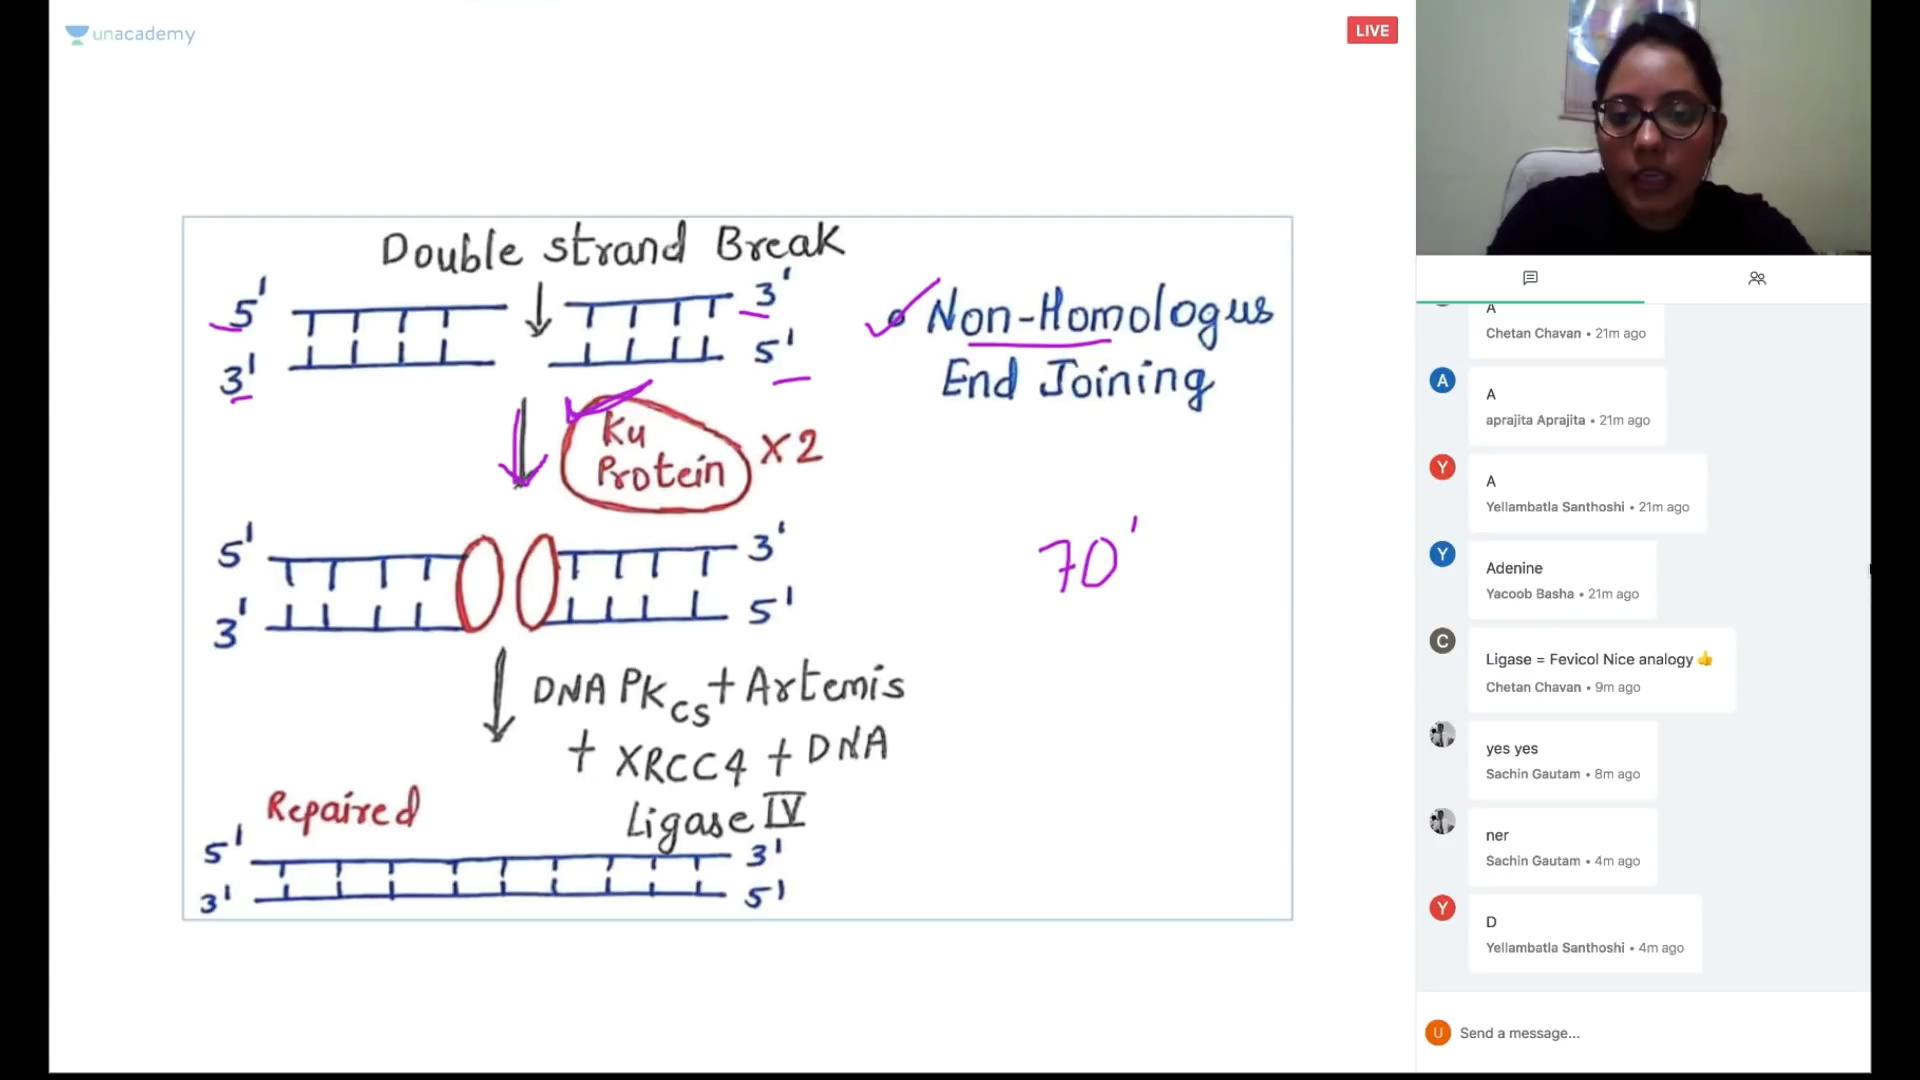 unacademy
LIVE
Double strand Break
5' 3'
3' 5'
• Non-Homologus
End Joining
Ku
Protein X2
70'
5' 3'
3' 5'
DNA PKcs + Artemis
+ XRCC4 + DNA
Ligase IV
Repaired
5' 3'
3' 5'
A
Chetan Chavan • 21m ago
A
A
aprajita Aprajita • 21m ago
Y
A
Yellambatla Santhoshi • 21m ago
Y
Adenine
Yacoob Basha • 21m ago
C
Ligase = Fevicol Nice analogy 👍
Chetan Chavan • 9m ago
yes yes
Sachin Gautam • 8m ago
ner
Sachin Gautam • 4m ago
Y
D
Yellambatla Santhoshi • 4m ago
U
Send a message...